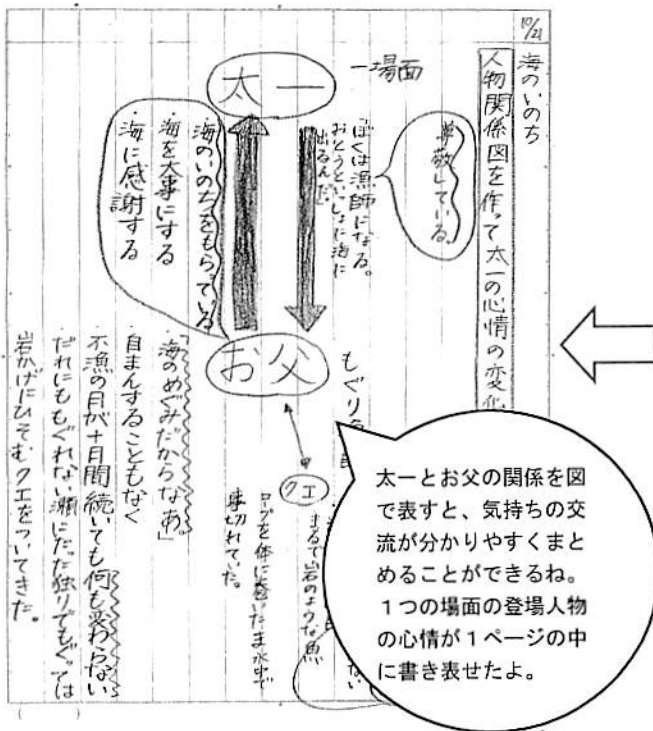 10/21
海のいのち
人物関係図を作って太一の心情の変化
一場面
尊敬している。
ぼくは漁師になる。
おとうといっしょに海に
出るんだ。
太一
海のいのちをもらっている
・海を大事にする
・海に感謝する
もぐり
ない
お父
クエ
まるで岩のような魚
ロープを体に巻いたまま水中で
事切れていた。
「海のめぐみだからなあ。」
自まんすることもなく
不漁の日が十日間続いても何も変わらない
だれにももぐれない瀬にたった独りでもぐっては
岩かげにひそむクエをついてきた。
太一とお父の関係を図
で表すと、気持ちの交
流が分かりやすくまと
めることができるね。
１つの場面の登場人物
の心情が１ページの中
に書き表せたよ。